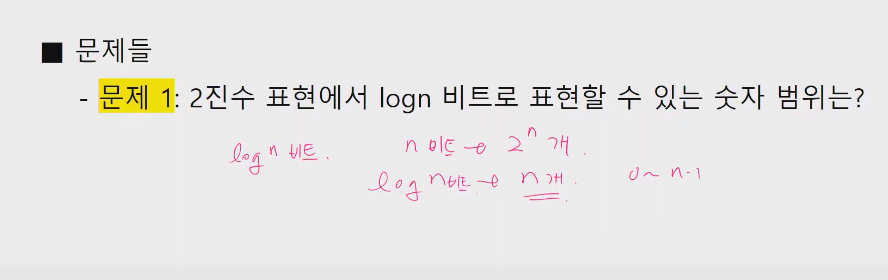 ■ 문제들
- 문제 1: 2진수 표현에서 logn 비트로 표현할 수 있는 숫자 범위는?
log n 비트. n 비트 → 2^n 개.
log n비트 → n개. 0~n-1